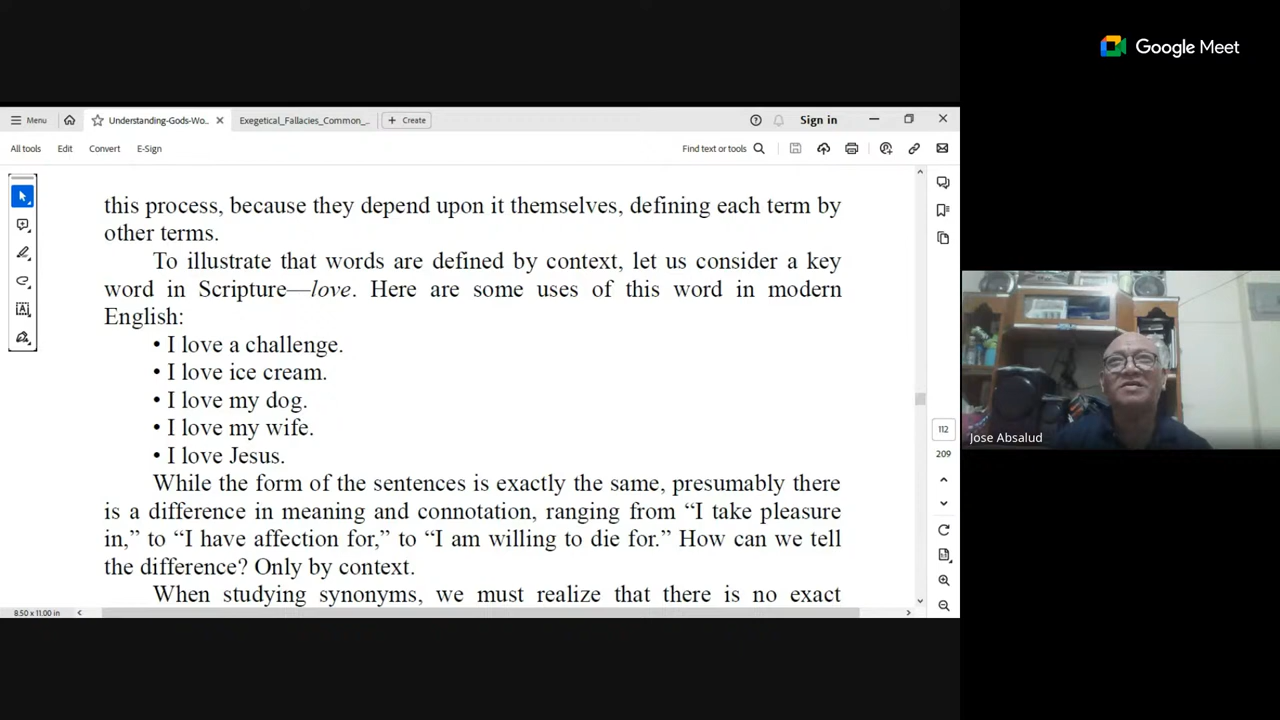 Google Meet
Understanding-Gods-Wo...
Exegetical_Fallacies_Common_...
Create
Menu
Sign in
All tools
Edit
Convert
E-Sign
Find text or tools
this process, because they depend upon it themselves, defining each term by
other terms.
To illustrate that words are defined by context, let us consider a key
word in Scripture—love. Here are some uses of this word in modern
English:
• I love a challenge.
• I love ice cream.
• I love my dog.
• I love my wife.
• I love Jesus.
While the form of the sentences is exactly the same, presumably there
is a difference in meaning and connotation, ranging from “I take pleasure
in,” to “I have affection for,” to “I am willing to die for.” How can we tell
the difference? Only by context.
When studying synonyms, we must realize that there is no exact
112
209
8.50 x 11.00 in
Jose Absalud